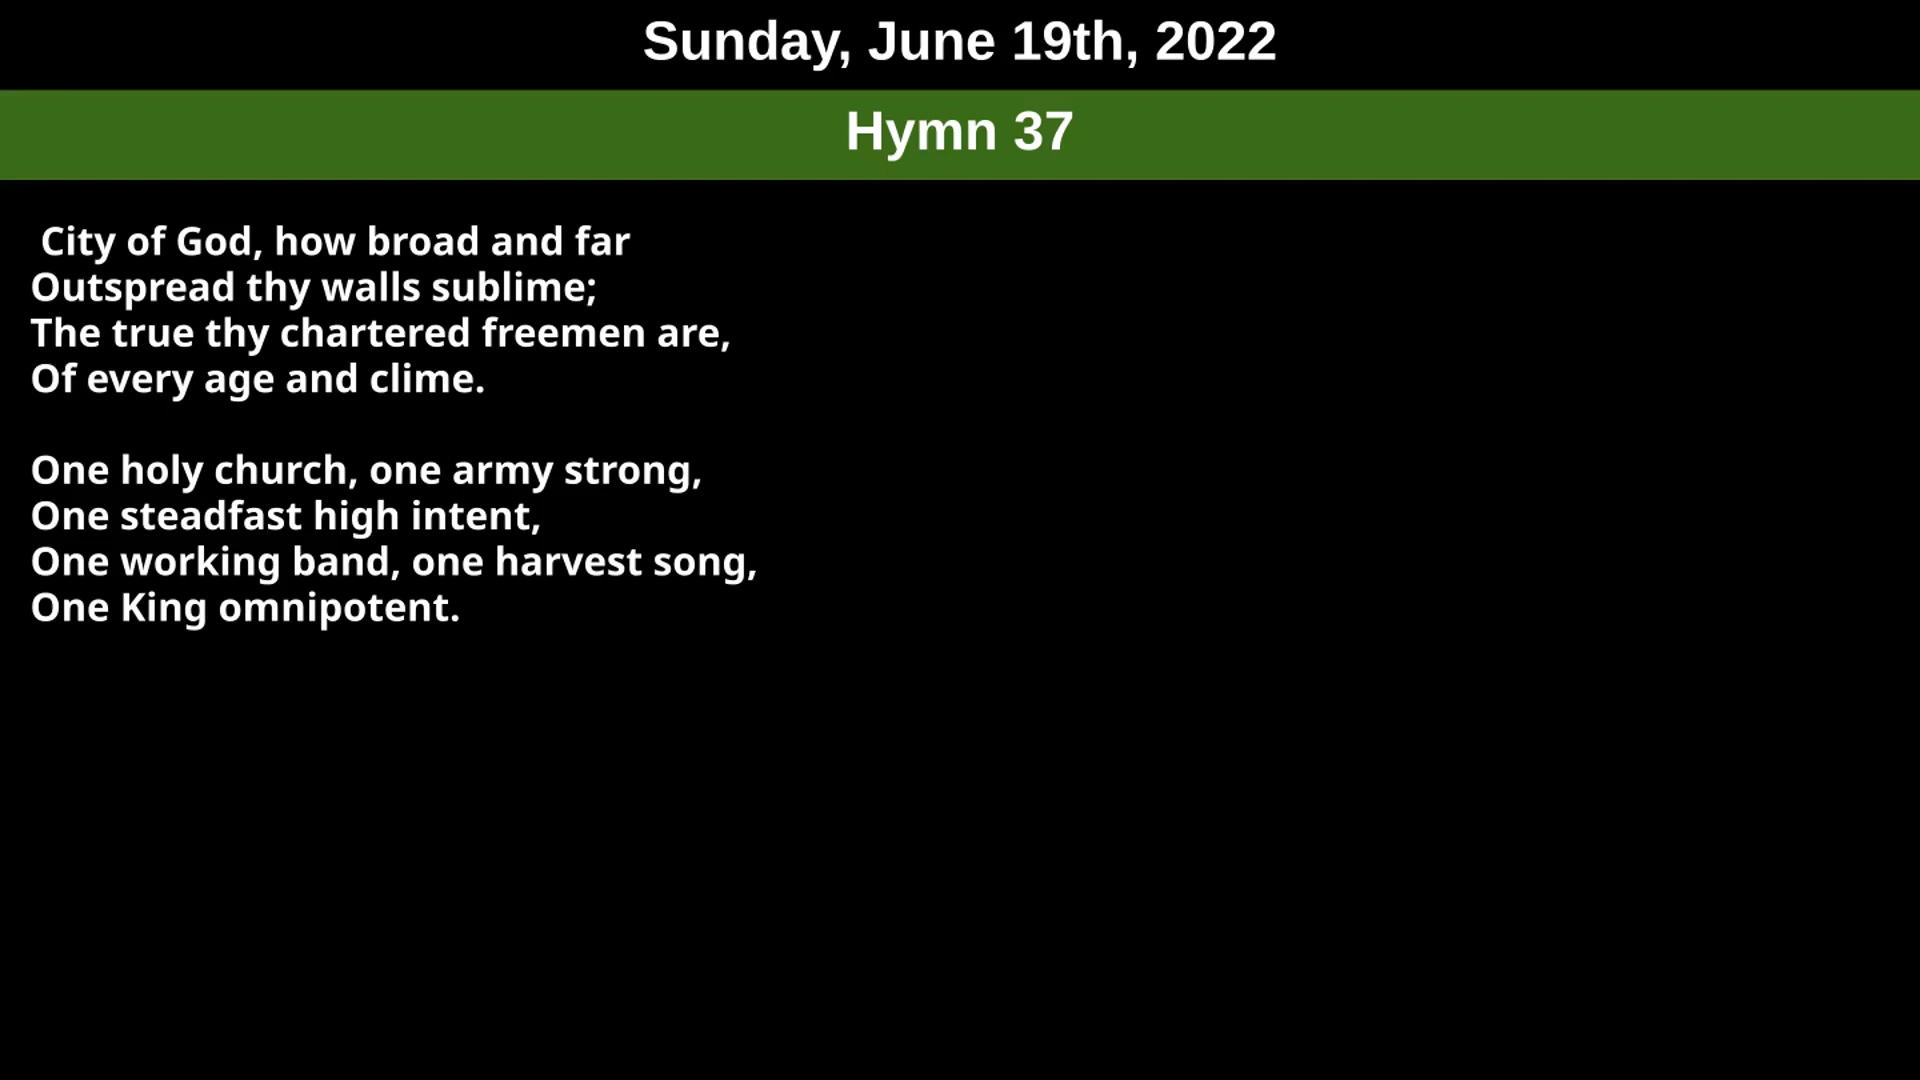 Sunday, June 19th, 2022
Hymn 37
City of God, how broad and far
Outspread thy walls sublime;
The true thy chartered freemen are,
Of every age and clime.
One holy church, one army strong,
One steadfast high intent,
One working band, one harvest song,
One King omnipotent.